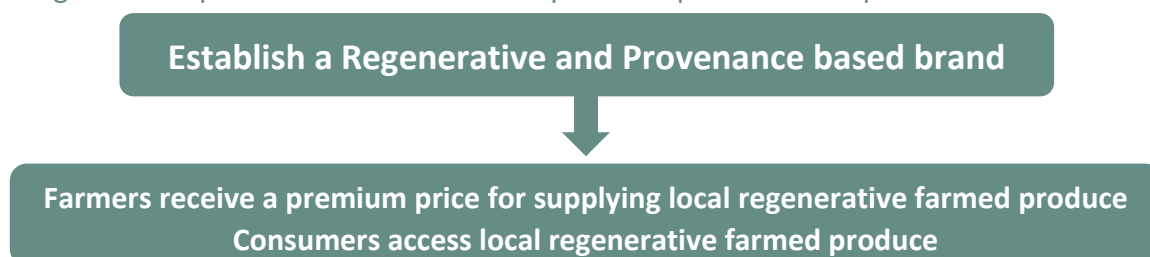 Establish a Regenerative and Provenance based brand
Farmers receive a premium price for supplying local regenerative farmed produce
Consumers access local regenerative farmed produce